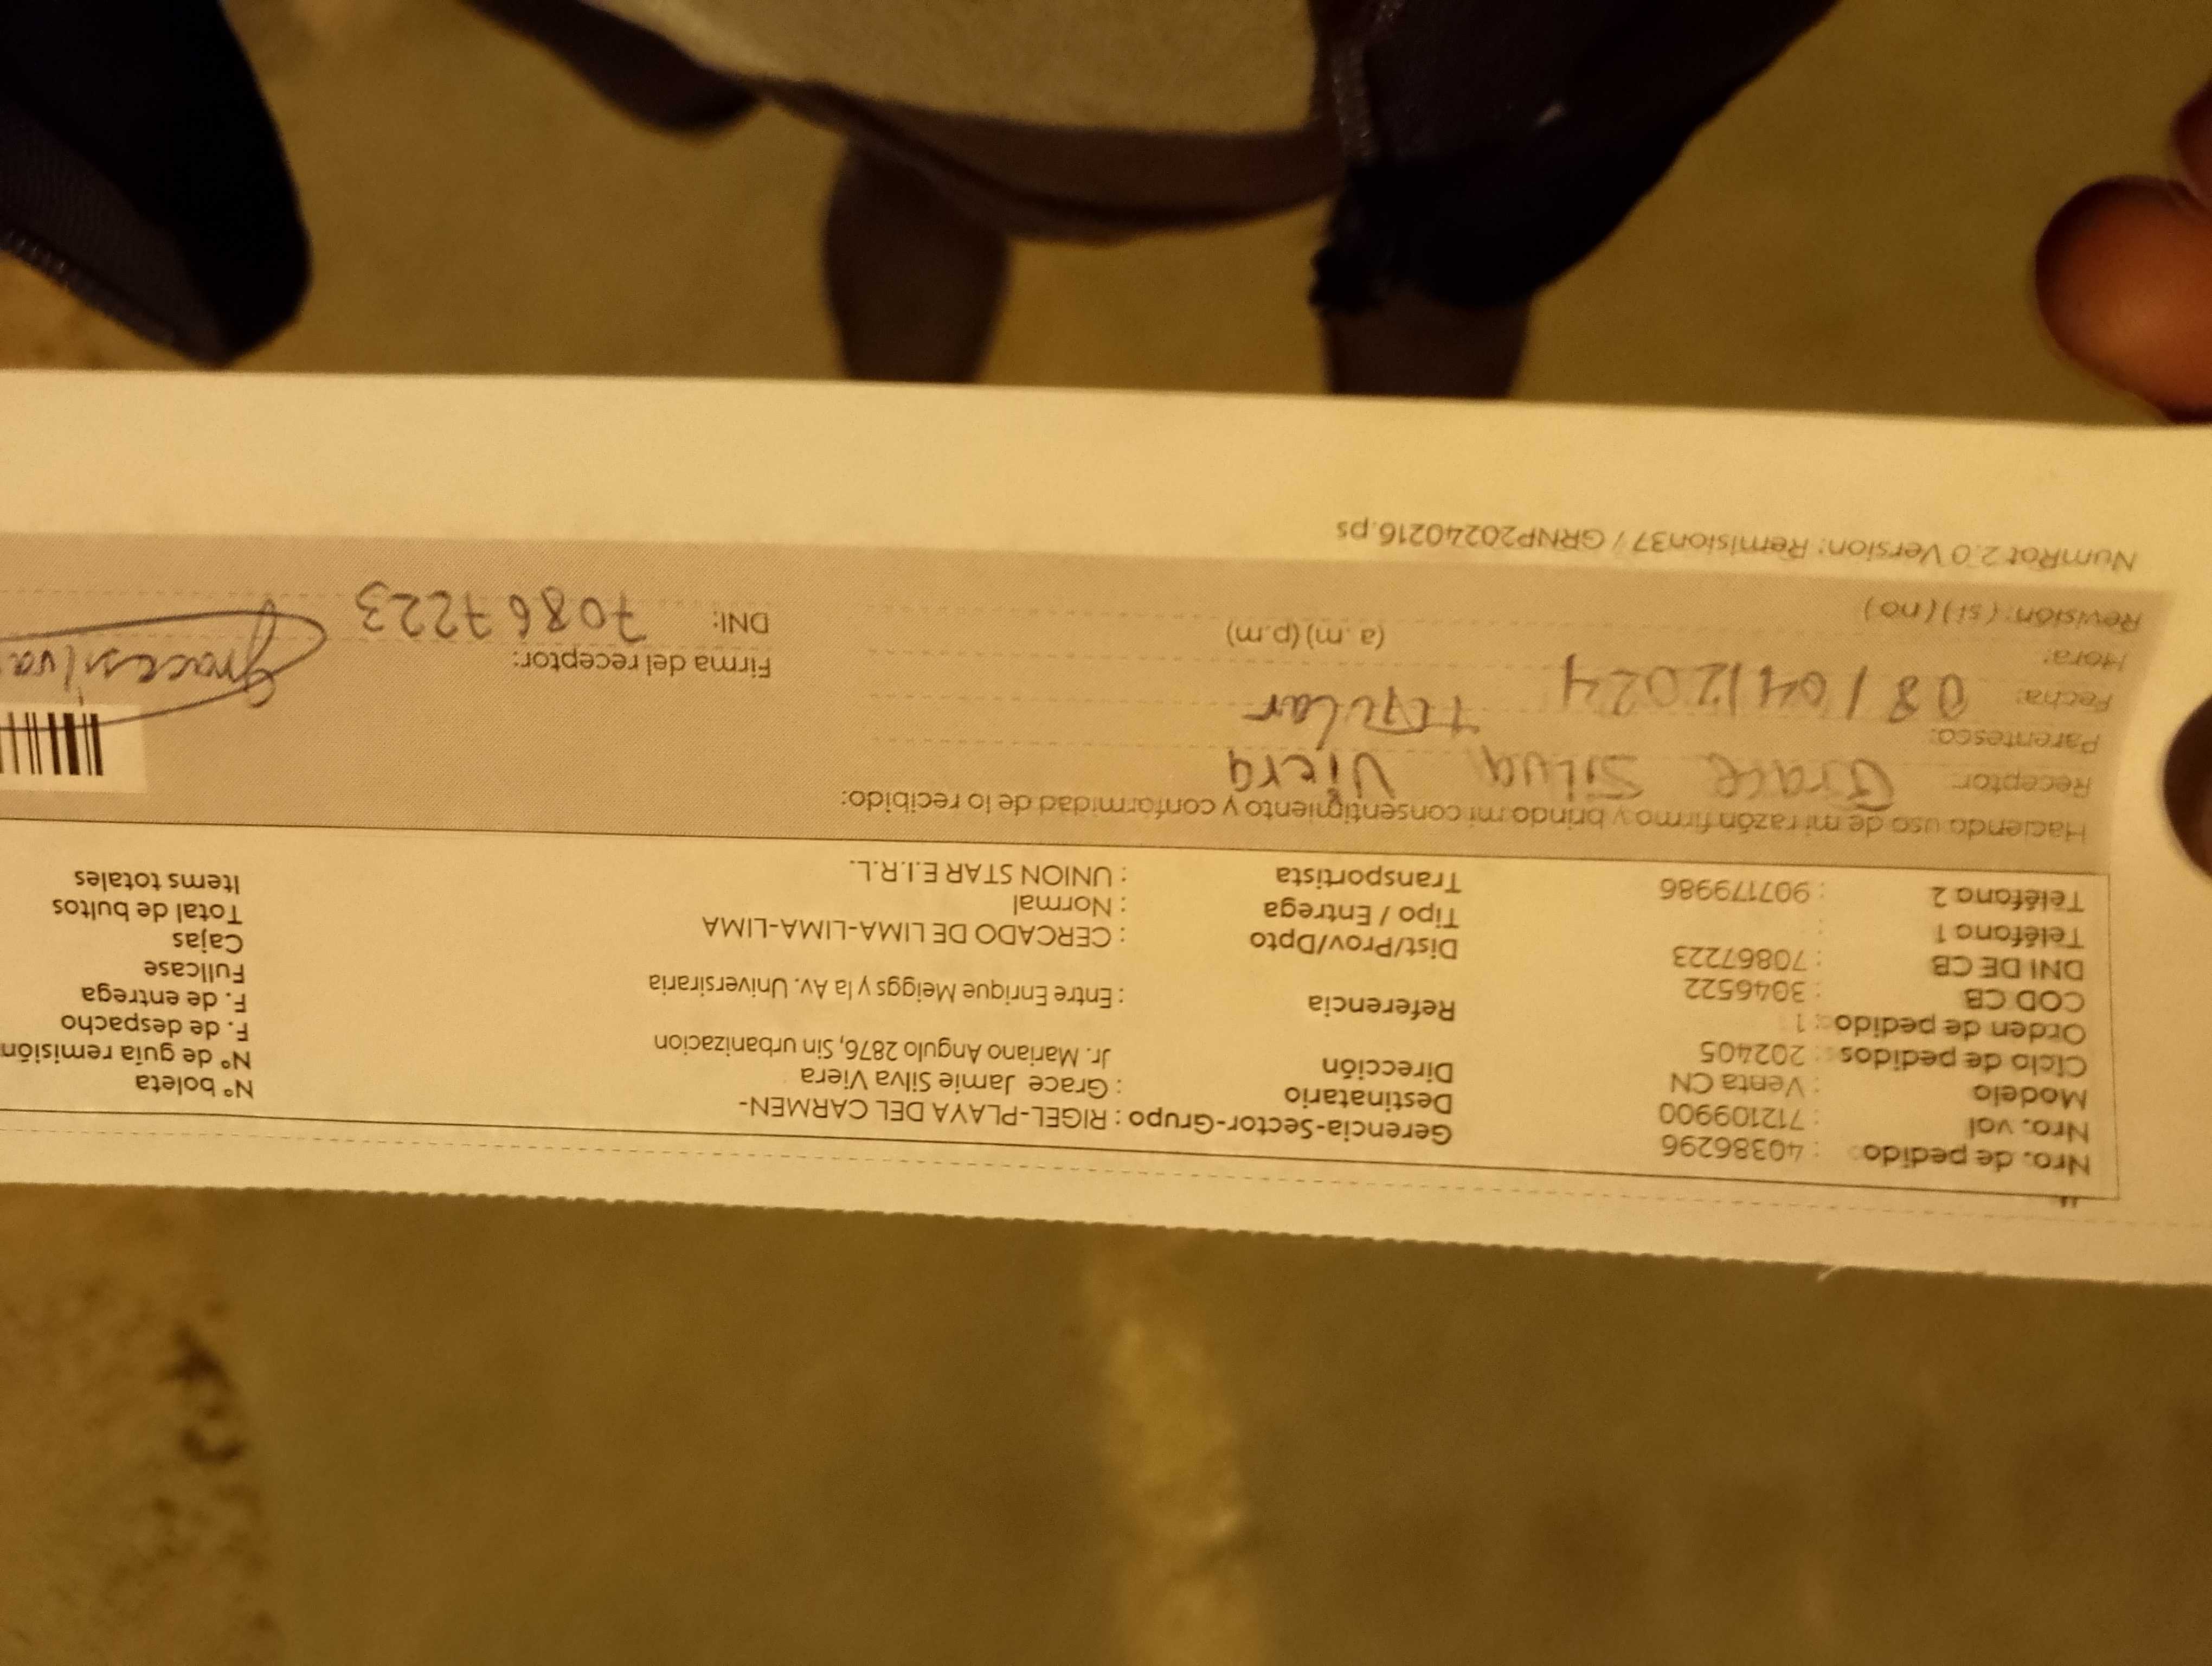 Nro. de pedido : 40386296 Gerencia-Sector-Grupo : RIGEL-PLAYA DEL CARMEN- Nº boleta
Nro. val : 712109900 Destinatario : Grace Jamie Silva Viera Nº de guía remisión
Modelo : Venta CN Dirección Jr. Mariano Angulo 2876, Sin urbanizacion F. de despacho
Ciclo de pedidos : 202405 F. de entrega
Orden de pedido : 1 Referencia : Entre Enrique Meiggs y la Av. Universiraria Fullcase
COD CB : 3046522 Cajas
DNI DE CB : 70867223 Dist/Prov/Dpto : CERCADO DE LIMA-LIMA-LIMA Total de bultos
Teléfono 1 : Tipo / Entrega : Normal Items totales
Teléfono 2 : 907179986 Transportista : UNION STAR E.I.R.L.
Haciendo uso de mi razón firmo y brindo mi consentimiento y conformidad de lo recibido:
Receptor: Grace Silva Viera
Parentesco: titular
Fecha: 08/04/2024 Firma del receptor: Gracesilva
Hora: (a.m) (p.m) DNI: 70867223
Revisión: (si) (no)
NumRot 2.0 Version: Remision37 / GRNP20240216.ps